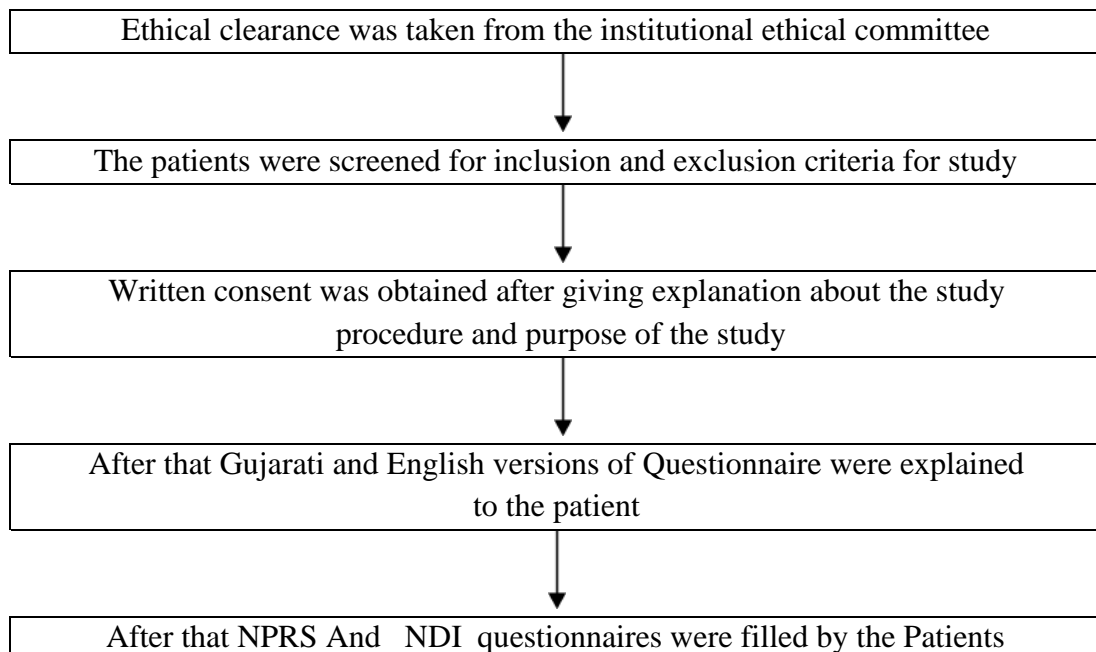 Ethical clearance was taken from the institutional ethical committee
The patients were screened for inclusion and exclusion criteria for study
Written consent was obtained after giving explanation about the study
procedure and purpose of the study
After that Gujarati and English versions of Questionnaire were explained
to the patient
After that NPRS And NDI questionnaires were filled by the Patients